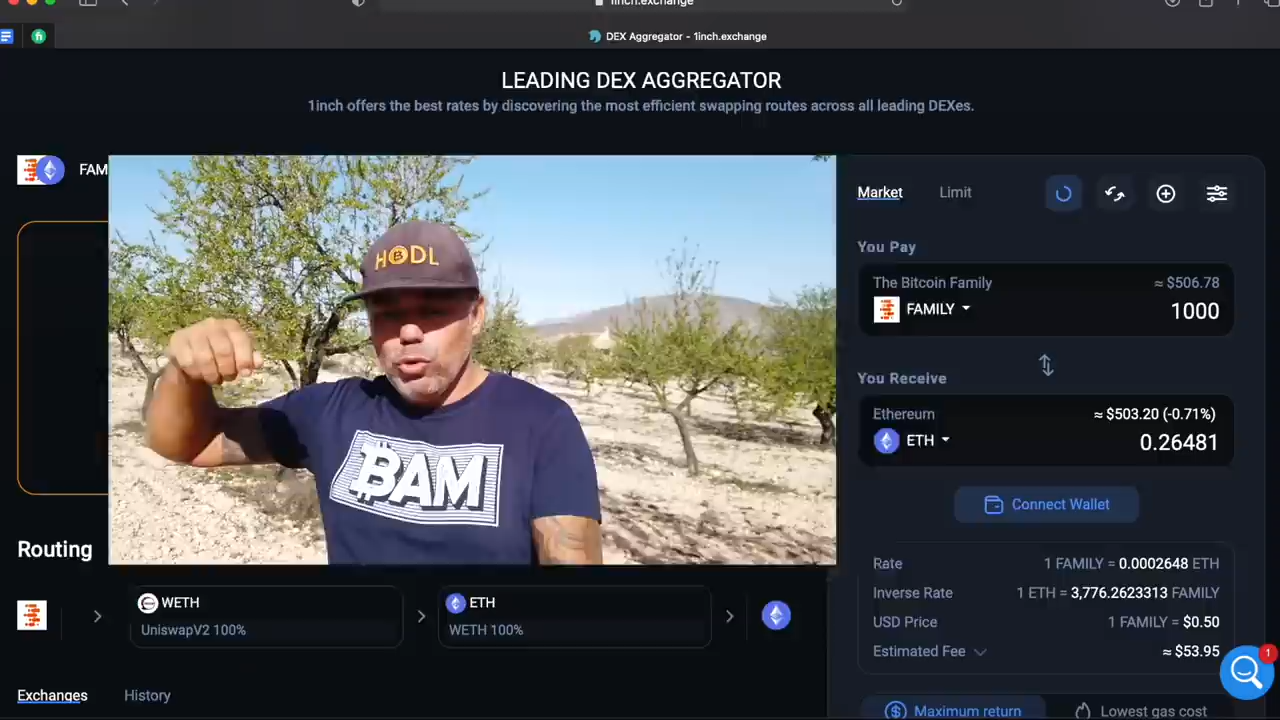 1inch.exchange
DEX Aggregator - 1inch.exchange
LEADING DEX AGGREGATOR
1inch offers the best rates by discovering the most efficient swapping routes across all leading DEXes.
FAM
HODL
BAM
Market
Limit
You Pay
The Bitcoin Family
≈ $506.78
FAMILY
1000
You Receive
Ethereum
≈ $503.20 (-0.71%)
ETH
0.26481
Connect Wallet
Rate
1 FAMILY = 0.0002648 ETH
Inverse Rate
1 ETH = 3,776.2623313 FAMILY
USD Price
1 FAMILY = $0.50
Estimated Fee
≈ $53.95
Maximum return
Lowest gas cost
1
Routing
WETH
UniswapV2 100%
ETH
WETH 100%
Exchanges
History